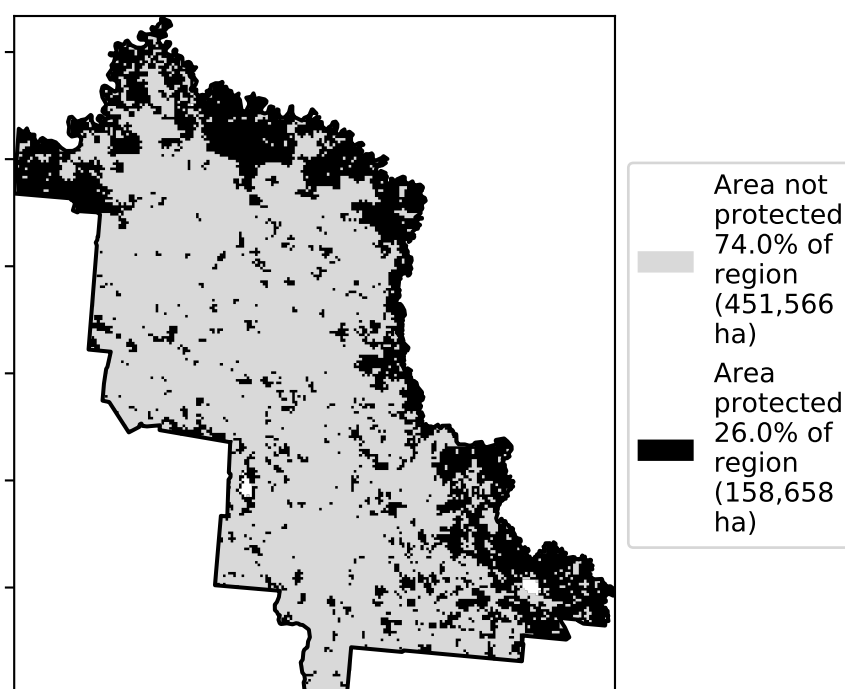 Area not
protected
74.0% of
region
(451,566
ha)
Area
protected
26.0% of
region
(158,658
ha)